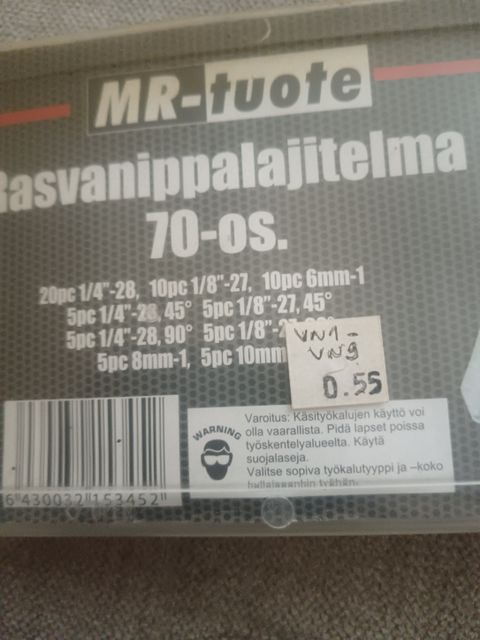 MR-tuote
Rasvanippalajitelma
70-os.
20pc 1/4"-28, 10pc 1/8"-27, 10pc 6mm-1
5pc 1/4"-28, 45° 5pc 1/8"-27, 45°
5pc 1/4"-28, 90° 5pc 1/8"
5pc 8mm-1, 5pc 10mm
VN1-
VN9
0.55
WARNING
Varoitus: Käsityökalujen käyttö voi
olla vaarallista. Pidä lapset poissa
työskentelyalueelta. Käytä
suojalaseja.
Valitse sopiva työkalutyyppi ja –koko
6"430032"153452"